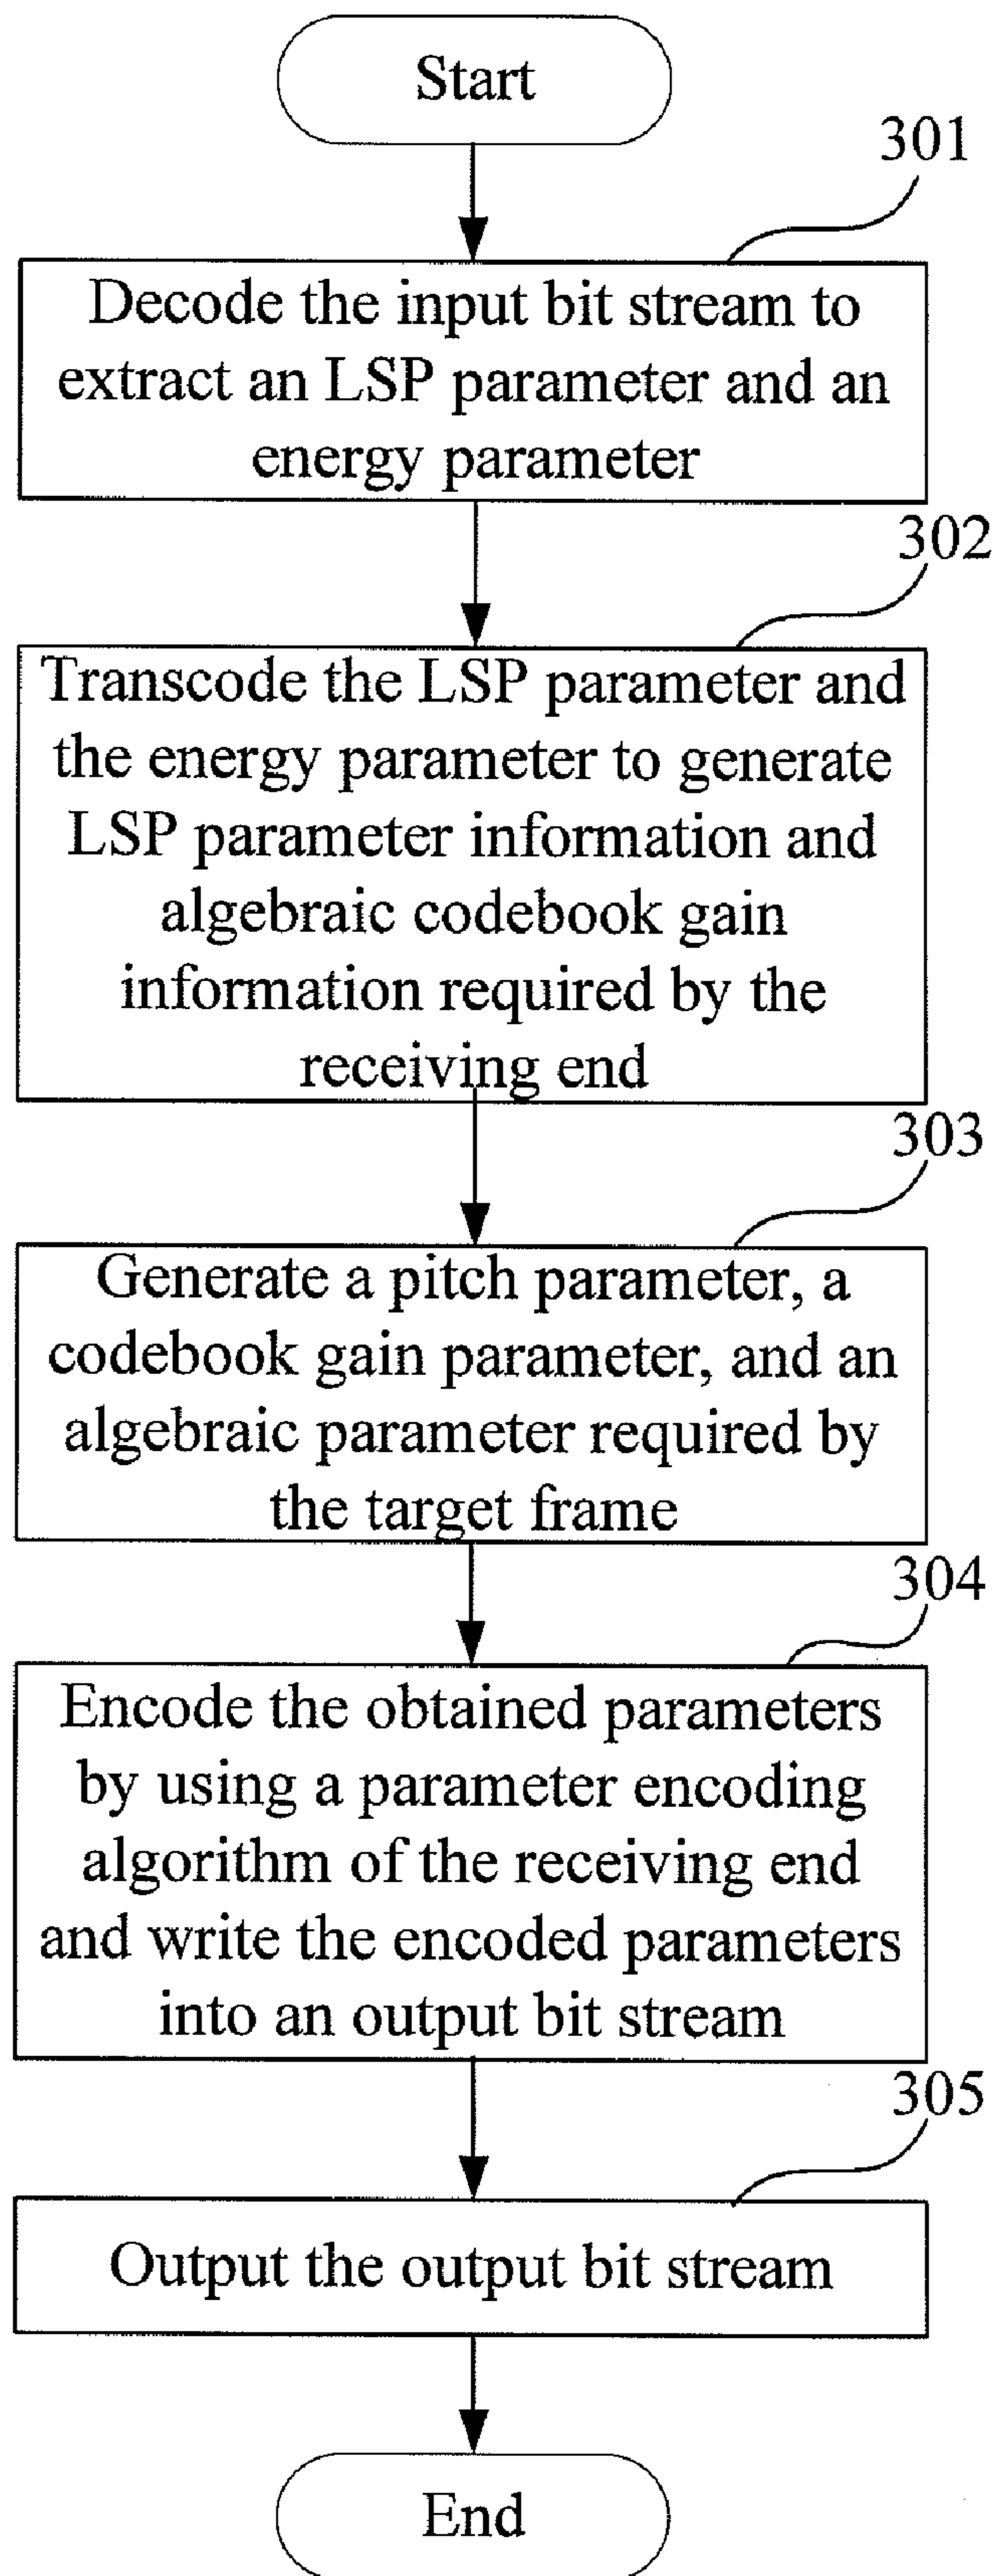 Start
301
Decode the input bit stream to
extract an LSP parameter and an
energy parameter
302
Transcode the LSP parameter and
the energy parameter to generate
LSP parameter information and
algebraic codebook gain
information required by the
receiving end
303
Generate a pitch parameter, a
codebook gain parameter, and an
algebraic parameter required by
the target frame
304
Encode the obtained parameters
by using a parameter encoding
algorithm of the receiving end
and write the encoded parameters
into an output bit stream
305
Output the output bit stream
End